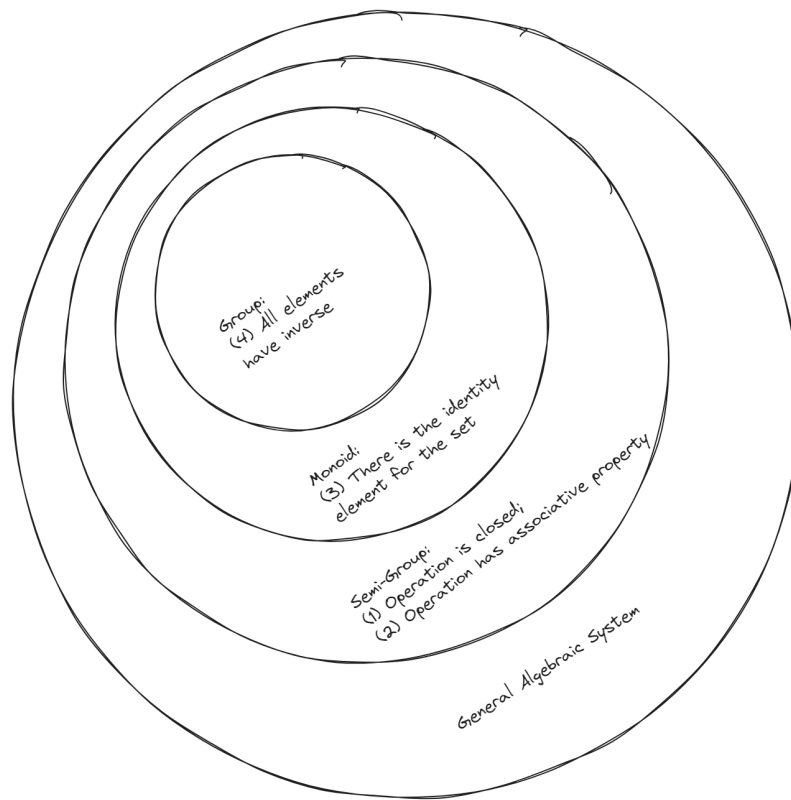 Group:
(4) All elements
have inverse
Monoid:
(3) There is the identity
element for the set
Semi-Group:
(1) Operation is closed;
(2) Operation has associative property
General Algebraic System